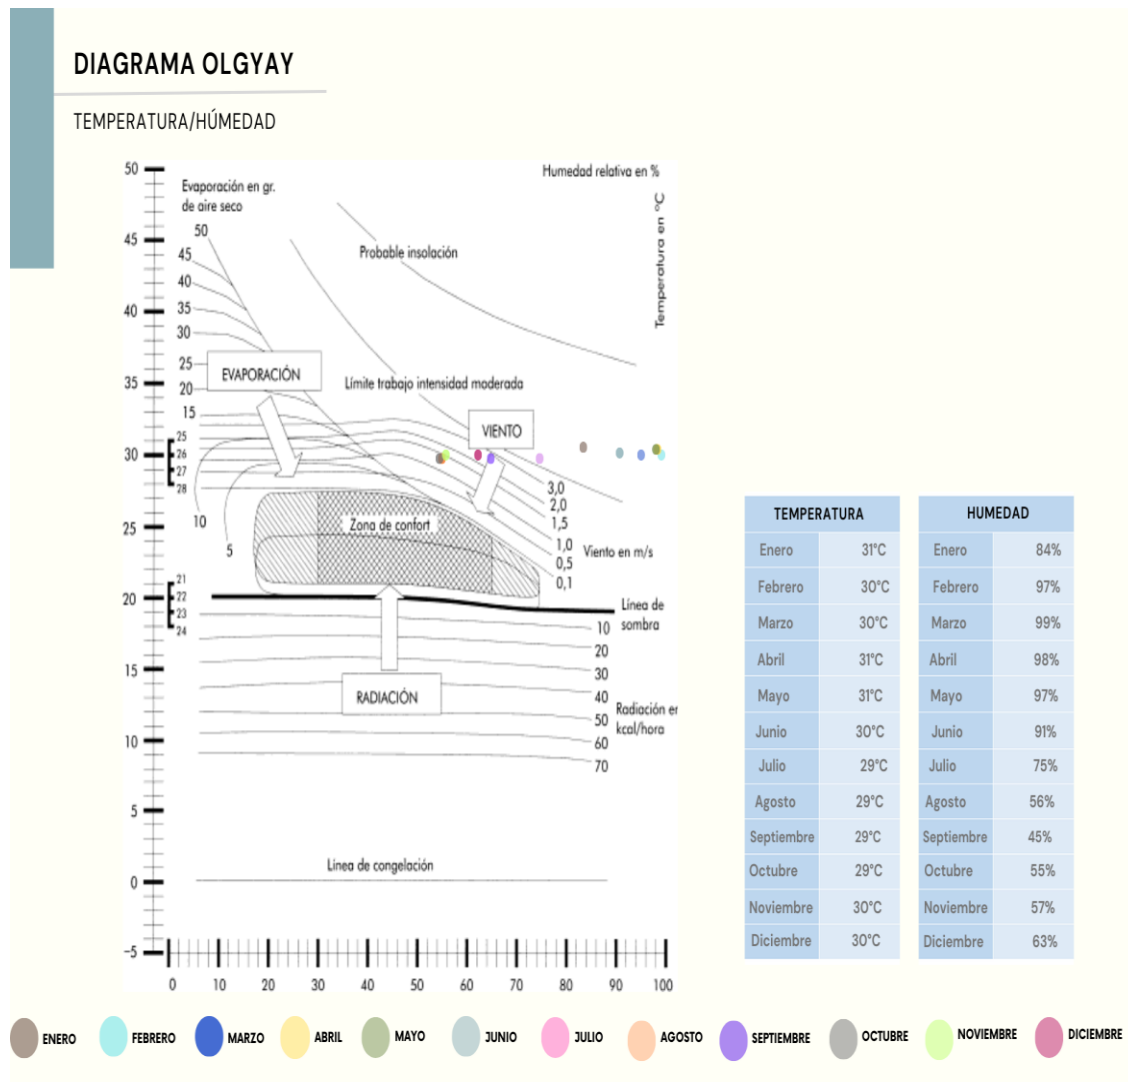 DIAGRAMA OLGYAY
TEMPERATURA/HÚMEDAD
Humedad relativa en %
Temperatura en °C
Evaporación en gr.
de aire seco
50
45
40
35
30
25
20
15
10
5
0
−5
50
45
40
35
30
25
20
15
10
5
Probable insolación
EVAPORACIÓN
Límite trabajo intensidad moderada
VIENTO
25
26
27
28
Zona de confort
3,0
2,0
1,5
1,0
0,5
0,1
Viento en m/s
21
22
23
24
Línea de
sombra
10
20
30
40
50
60
70
RADIACIÓN
Radiación en
kcal/hora
Linea de congelación
0 10 20 30 40 50 60 70 80 90 100
TEMPERATURA
Enero 31°C
Febrero 30°C
Marzo 30°C
Abril 31°C
Mayo 31°C
Junio 30°C
Julio 29°C
Agosto 29°C
Septiembre 29°C
Octubre 29°C
Noviembre 30°C
Diciembre 30°C
HUMEDAD
Enero 84%
Febrero 97%
Marzo 99%
Abril 98%
Mayo 97%
Junio 91%
Julio 75%
Agosto 56%
Septiembre 45%
Octubre 55%
Noviembre 57%
Diciembre 63%
ENERO FEBRERO MARZO ABRIL MAYO JUNIO JULIO AGOSTO SEPTIEMBRE OCTUBRE NOVIEMBRE DICIEMBRE